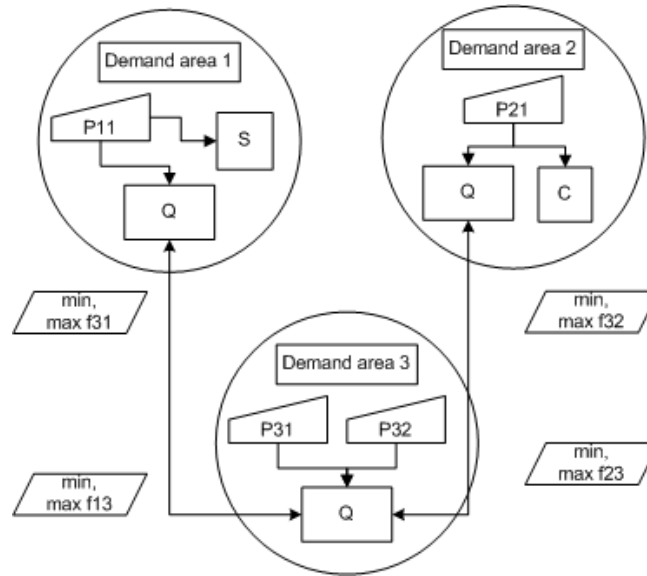 Demand area 1
P11
S
Q
Demand area 2
P21
Q
C
min,
max f31
min,
max f32
Demand area 3
P31
P32
Q
min,
max f13
min,
max f23